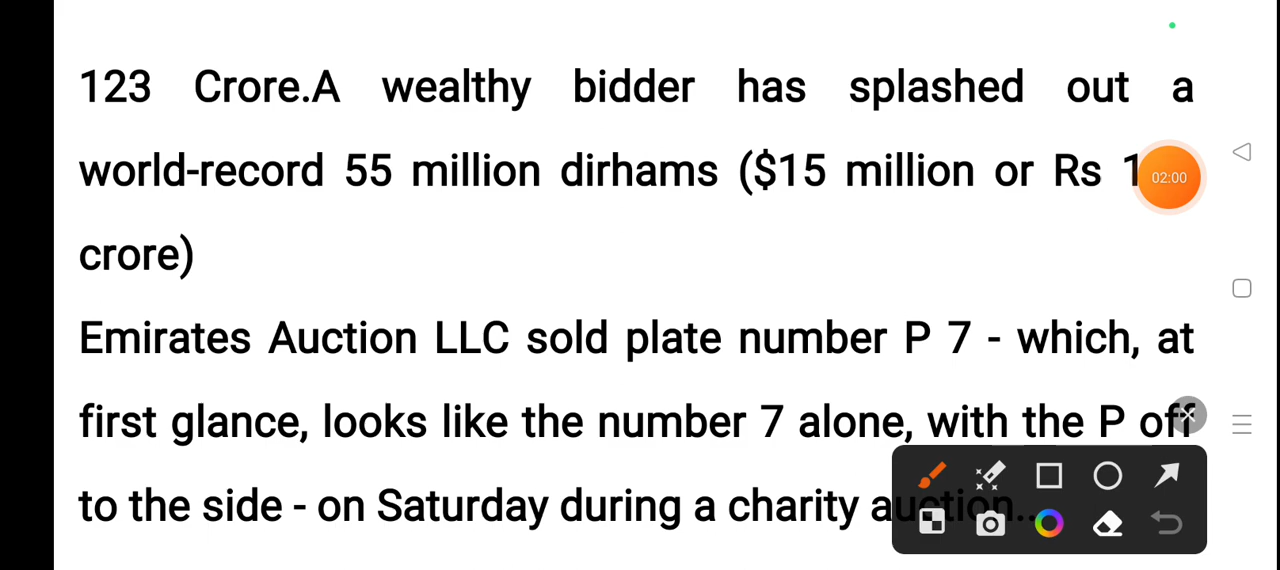 123 Crore.A wealthy bidder has splashed out a
world-record 55 million dirhams ($15 million or Rs
02:00
crore)
Emirates Auction LLC sold plate number P 7 - which, at
first glance, looks like the number 7 alone, with the P off
to the side - on Saturday during a charity auction...